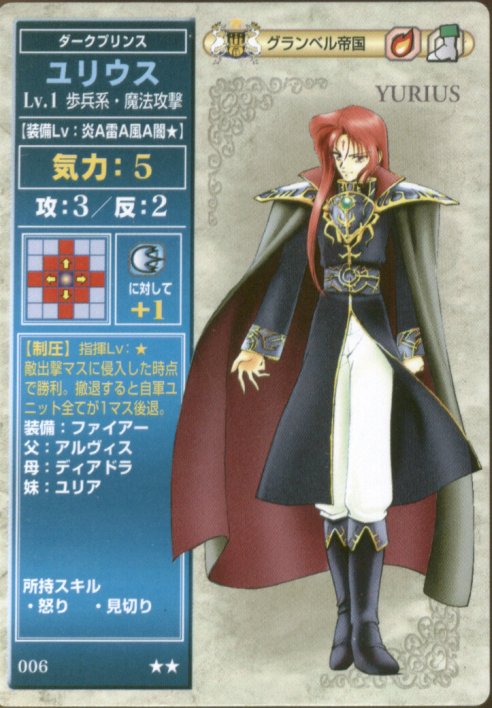 ダークプリンス
ユリウス
Lv.1 歩兵系・魔法攻撃
【装備Lv：炎A雷A風A闇★】
気力：5
攻：3／反：2
に対して
+1
【制圧】指揮Lv：★
敵出撃マスに侵入した時点
で勝利。撤退すると自軍ユ
ニット全てが1マス後退。
装備：ファイアー
父：アルヴィス
母：ディアドラ
妹：ユリア
所持スキル
・怒り ・見切り
006 ★★
グランベル帝国
YURIUS